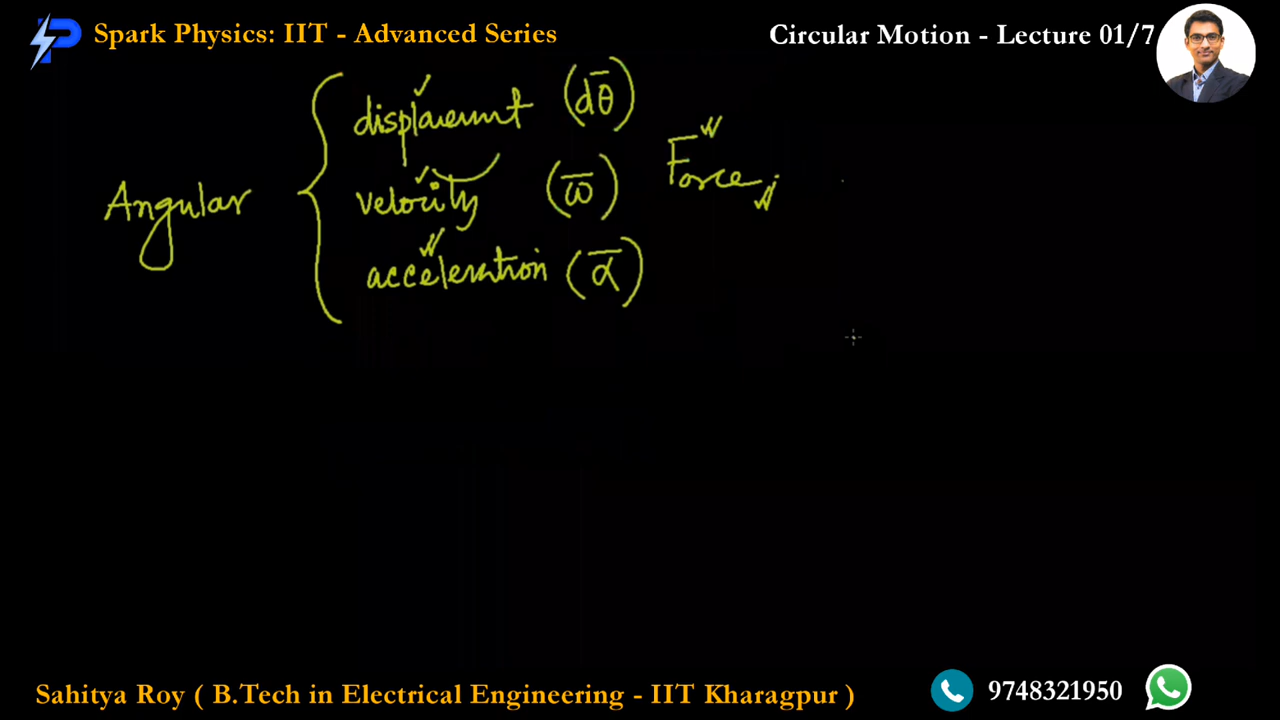 Spark Physics: IIT - Advanced Series
Circular Motion - Lecture 01/7
Angular
displacement (dθ̅)
velocity (ω̅)
acceleration (α̅)
Force,
Sahitya Roy ( B.Tech in Electrical Engineering - IIT Kharagpur )
9748321950